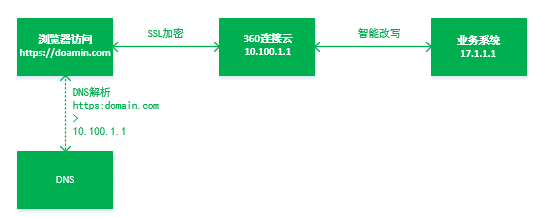 浏览器访问
https://doamin.com
SSL加密
360连接云
10.100.1.1
智能改写
业务系统
17.1.1.1
DNS解析
https:domain.com
>
10.100.1.1
DNS